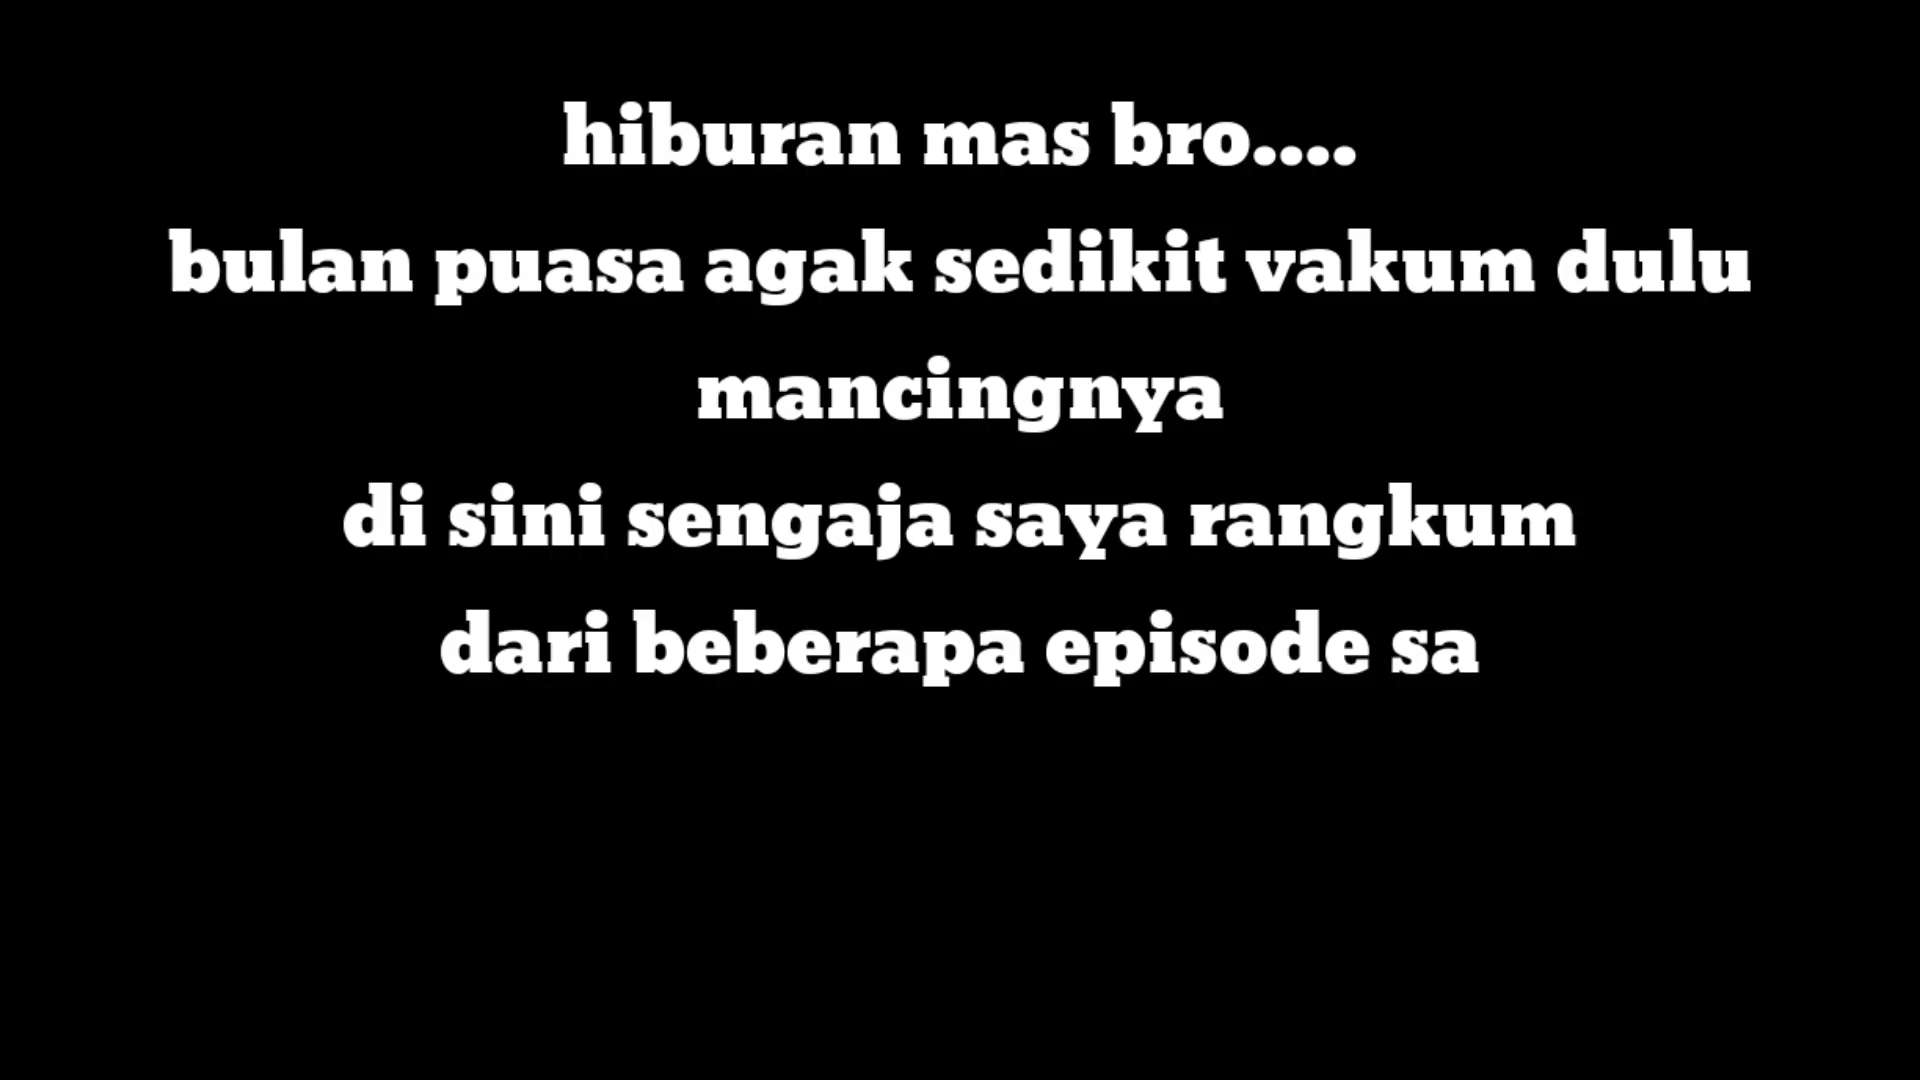 hiburan mas bro....
bulan puasa agak sedikit vakum dulu
mancingnya
di sini sengaja saya rangkum
dari beberapa episode sa